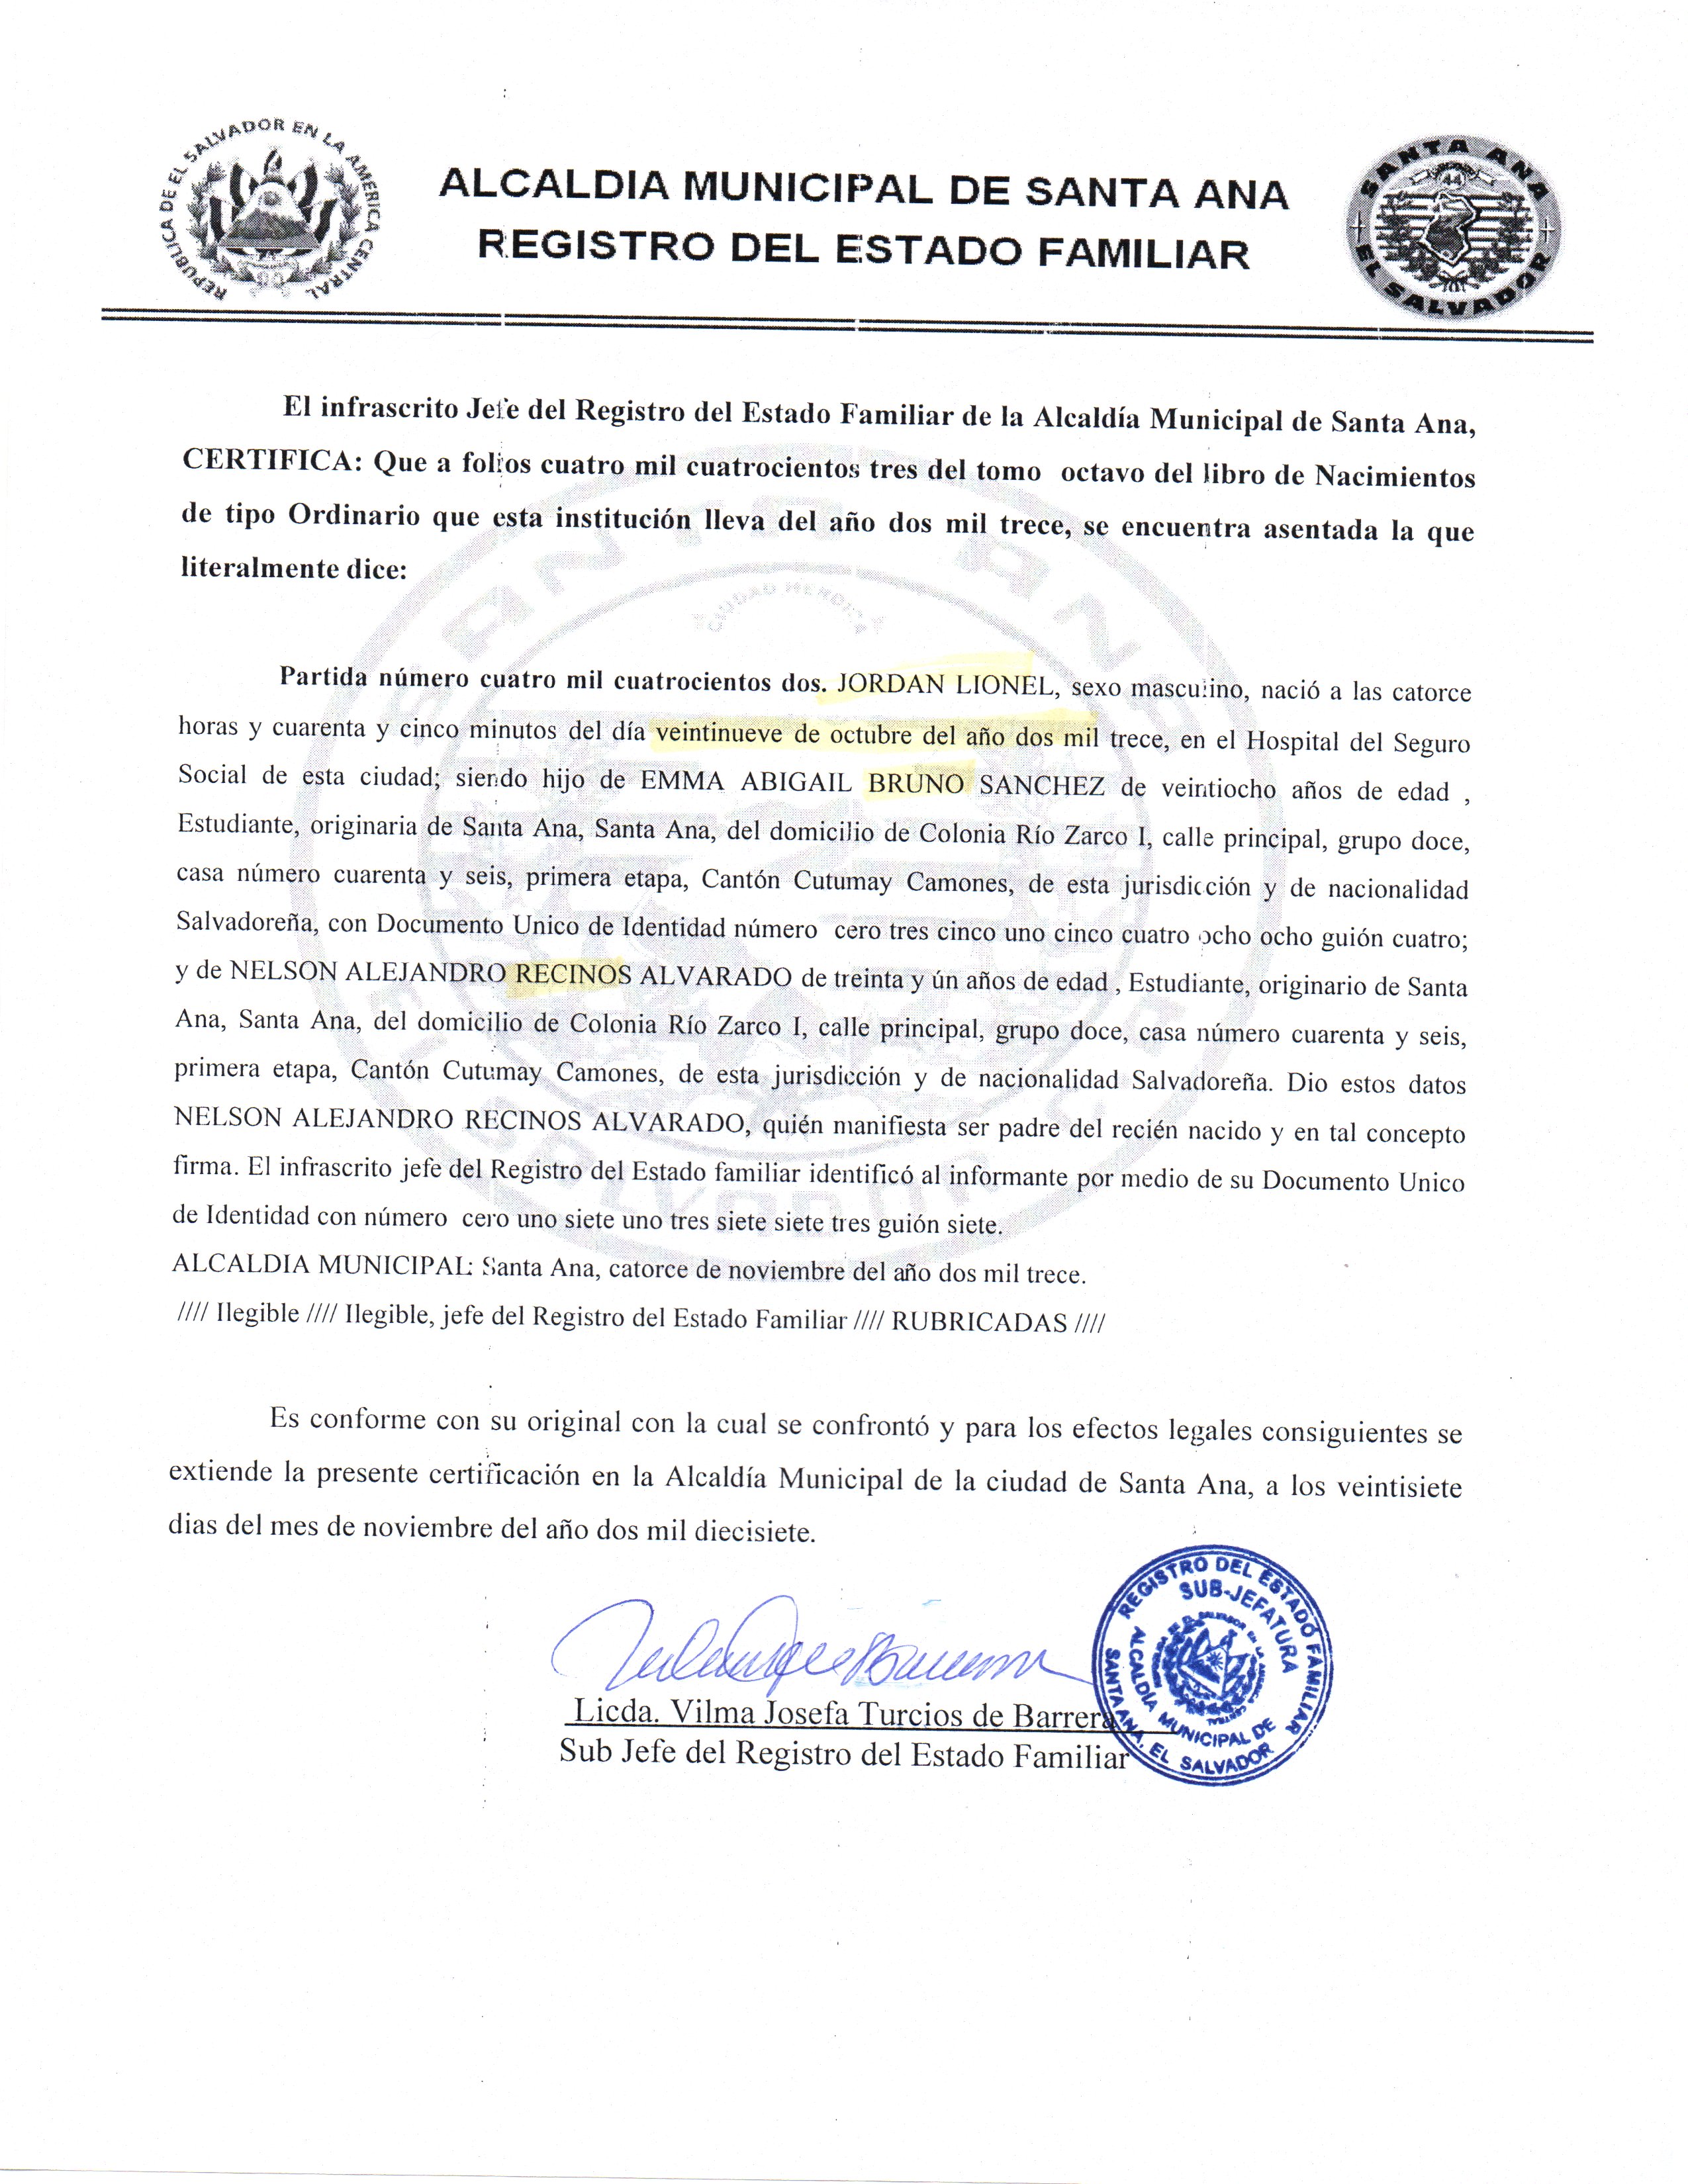 REPUBLICA DE EL SALVADOR EN LA AMERICA CENTRAL
ALCALDIA MUNICIPAL DE SANTA ANA
REGISTRO DEL ESTADO FAMILIAR
SANTA ANA
44
EL SALVADOR
El infrascrito Jefe del Registro del Estado Familiar de la Alcaldía Municipal de Santa Ana,
CERTIFICA: Que a folios cuatro mil cuatrocientos tres del tomo octavo del libro de Nacimientos
de tipo Ordinario que esta institución lleva del año dos mil trece, se encuentra asentada la que
literalmente dice:
Partida número cuatro mil cuatrocientos dos. JORDAN LIONEL, sexo masculino, nació a las catorce
horas y cuarenta y cinco minutos del día veintinueve de octubre del año dos mil trece, en el Hospital del Seguro
Social de esta ciudad; siendo hijo de EMMA ABIGAIL BRUNO SANCHEZ de veintiocho años de edad ,
Estudiante, originaria de Santa Ana, Santa Ana, del domicilio de Colonia Río Zarco I, calle principal, grupo doce,
casa número cuarenta y seis, primera etapa, Cantón Cutumay Camones, de esta jurisdicción y de nacionalidad
Salvadoreña, con Documento Unico de Identidad número cero tres cinco uno cinco cuatro ocho ocho guión cuatro;
y de NELSON ALEJANDRO RECINOS ALVARADO de treinta y ún años de edad , Estudiante, originario de Santa
Ana, Santa Ana, del domicilio de Colonia Río Zarco I, calle principal, grupo doce, casa número cuarenta y seis,
primera etapa, Cantón Cutumay Camones, de esta jurisdicción y de nacionalidad Salvadoreña. Dio estos datos
NELSON ALEJANDRO RECINOS ALVARADO, quién manifiesta ser padre del recién nacido y en tal concepto
firma. El infrascrito jefe del Registro del Estado familiar identificó al informante por medio de su Documento Unico
de Identidad con número cero uno siete uno tres siete siete tres guión siete.
ALCALDIA MUNICIPAL: Santa Ana, catorce de noviembre del año dos mil trece.
//// Ilegible //// Ilegible, jefe del Registro del Estado Familiar //// RUBRICADAS ////
Es conforme con su original con la cual se confrontó y para los efectos legales consiguientes se
extiende la presente certificación en la Alcaldía Municipal de la ciudad de Santa Ana, a los veintisiete
dias del mes de noviembre del año dos mil diecisiete.
Licda. Vilma Josefa Turcios de Barrera
Sub Jefe del Registro del Estado Familiar
REGISTRO DEL ESTADO FAMILIAR
SUB-JEFATURA
ALCALDÍA MUNICIPAL DE
SANTA ANA, EL SALVADOR